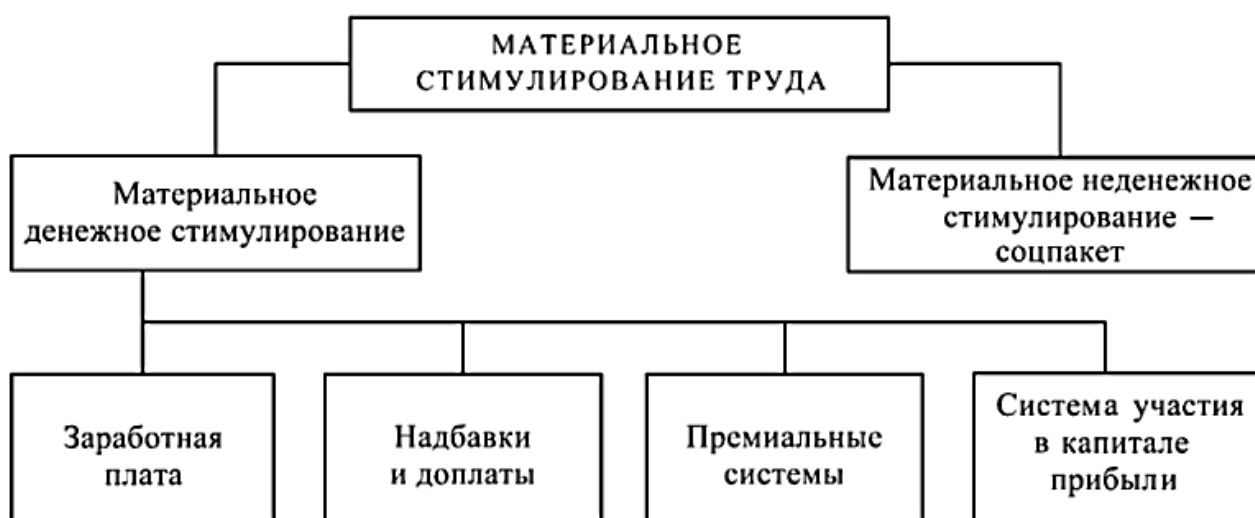 МАТЕРИАЛЬНОЕ
СТИМУЛИРОВАНИЕ ТРУДА
Материальное
денежное стимулирование
Материальное неденежное
стимулирование —
соцпакет
Заработная
плата
Надбавки
и доплаты
Премиальные
системы
Система участия
в капитале
прибыли